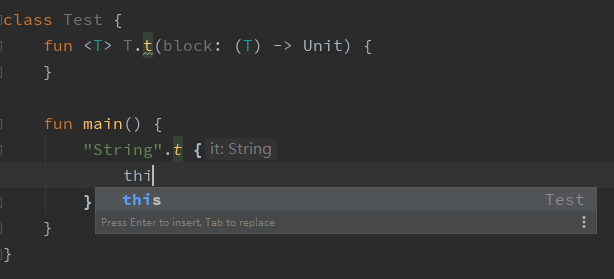 class Test {
fun <T> T.t(block: (T) -> Unit) {
}
fun main() {
"String".t { it: String
thi
this Test
}
Press Enter to insert, Tab to replace
}
}